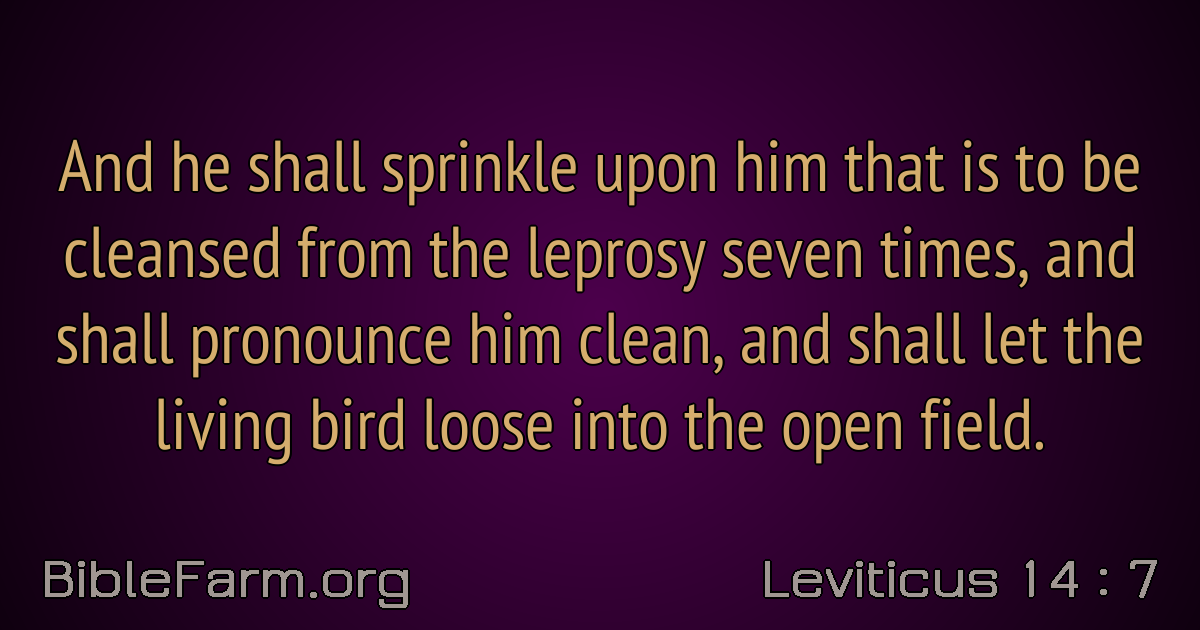 And he shall sprinkle upon him that is to be
cleansed from the leprosy seven times, and
shall pronounce him clean, and shall let the
living bird loose into the open field.
BibleFarm.org
Leviticus 14 : 7